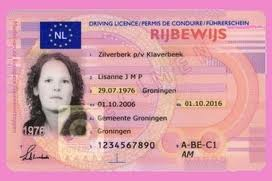 DRIVING LICENCE/PERMIS DE CONDUIRE/FÜHRERSCHEIN
RIJBEWIJS
NL
Zilverberk p/v Klaverbeek
Lisanne J M P
29.07.1976 Groningen
01.10.2006 01.10.2016
Gemeente Groningen
1976
Groningen
1234567890 A-BE-C1
AM